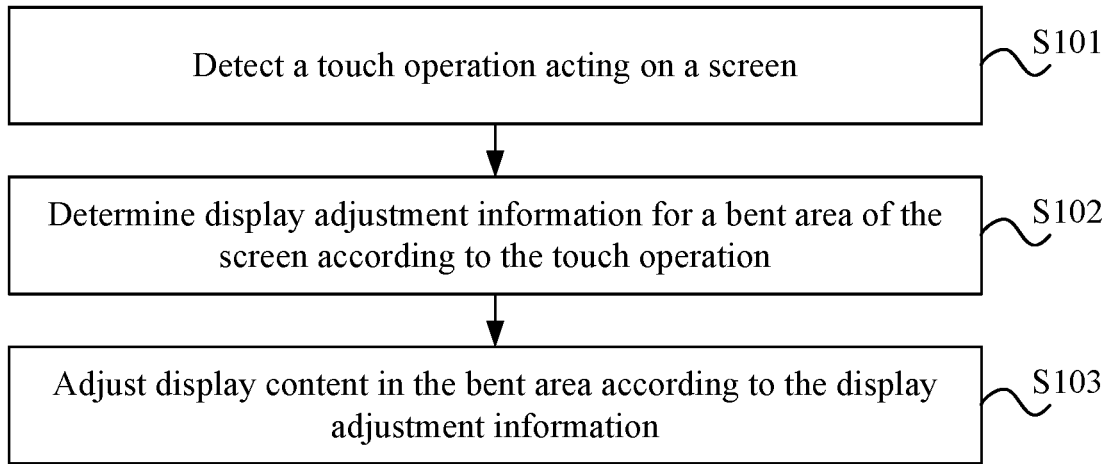 Detect a touch operation acting on a screen
S101
Determine display adjustment information for a bent area of the
screen according to the touch operation
S102
Adjust display content in the bent area according to the display
adjustment information
S103